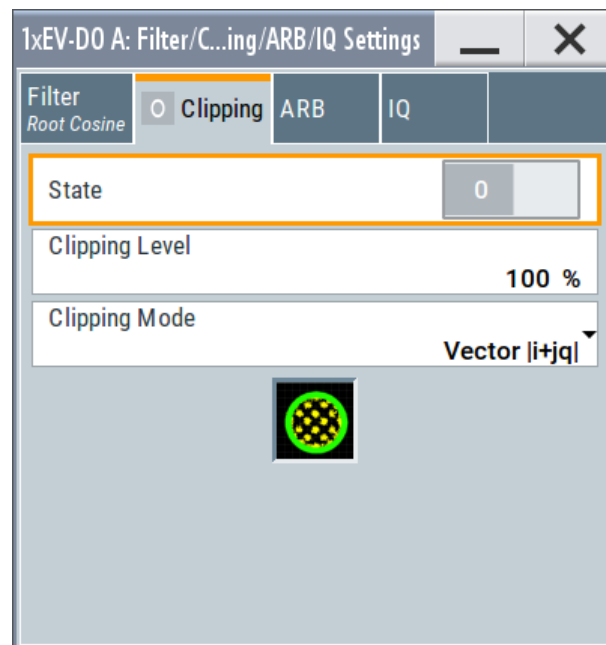 1xEV-DO A: Filter/C...ing/ARB/IQ Settings
Filter
Root Cosine
O Clipping
ARB
IQ
State
0
Clipping Level
100 %
Clipping Mode
Vector |i+jq|